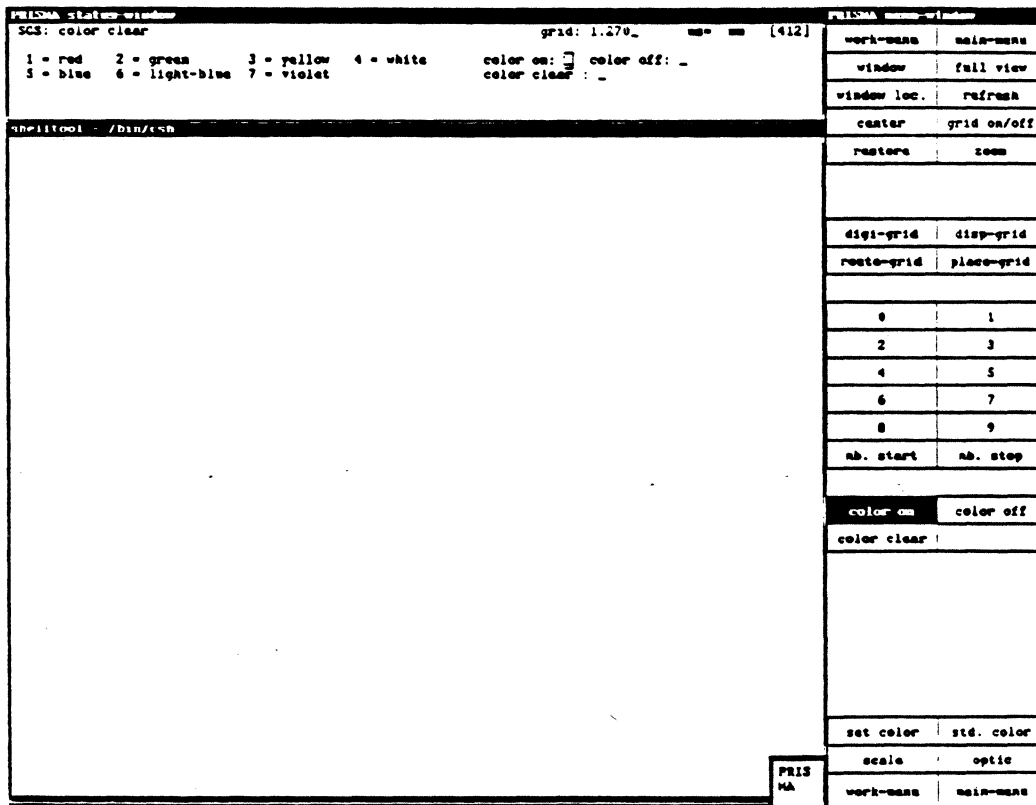 PRISMA status-window
SGS: color clear grid: 1.270_ [412]
1 = red 2 = green 3 = yellow 4 = white color on: color off: _
5 = blue 6 = light-blue 7 = violet color clear : _
shelltool - /bin/csh
PRISMA menu-window
work-menu main-menu
window full view
window loc. refresh
center grid on/off
restore zoom
digi-grid disp-grid
route-grid place-grid
0 1
2 3
4 5
6 7
8 9
nb. start nb. stop
color on color off
color clear
set color std. color
scale optic
work-menu main-menu
PRIS
MA